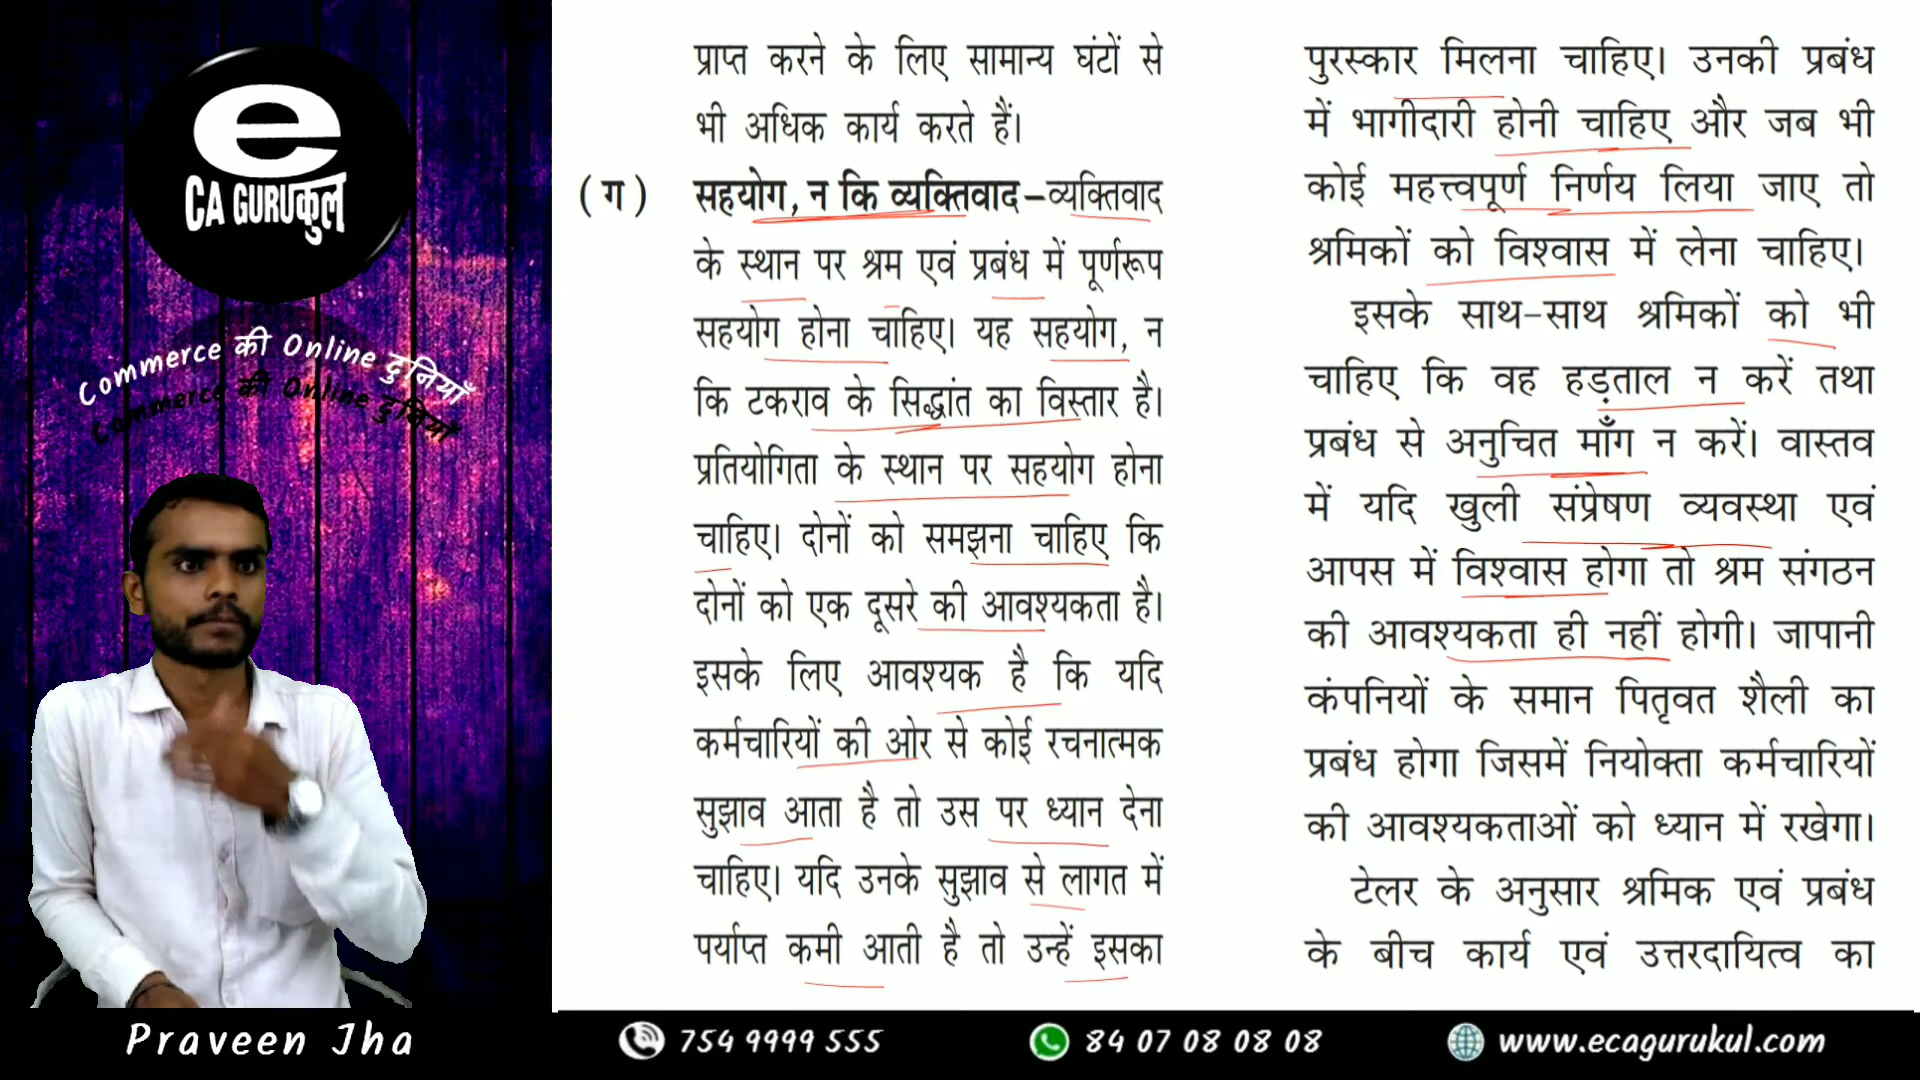 e
CA GURUकुल
Commerce की Online दुनियाँ
Commerce की Online दुनियाँ
प्राप्त करने के लिए सामान्य घंटों से
भी अधिक कार्य करते हैं।
(ग) सहयोग, न कि व्यक्तिवाद–व्यक्तिवाद
के स्थान पर श्रम एवं प्रबंध में पूर्णरूप
सहयोग होना चाहिए। यह सहयोग, न
कि टकराव के सिद्धांत का विस्तार है।
प्रतियोगिता के स्थान पर सहयोग होना
चाहिए। दोनों को समझना चाहिए कि
दोनों को एक दूसरे की आवश्यकता है।
इसके लिए आवश्यक है कि यदि
कर्मचारियों की ओर से कोई रचनात्मक
सुझाव आता है तो उस पर ध्यान देना
चाहिए। यदि उनके सुझाव से लागत में
पर्याप्त कमी आती है तो उन्हें इसका
पुरस्कार मिलना चाहिए। उनकी प्रबंध
में भागीदारी होनी चाहिए और जब भी
कोई महत्त्वपूर्ण निर्णय लिया जाए तो
श्रमिकों को विश्वास में लेना चाहिए।
इसके साथ-साथ श्रमिकों को भी
चाहिए कि वह हड़ताल न करें तथा
प्रबंध से अनुचित माँग न करें। वास्तव
में यदि खुली संप्रेषण व्यवस्था एवं
आपस में विश्वास होगा तो श्रम संगठन
की आवश्यकता ही नहीं होगी। जापानी
कंपनियों के समान पितृवत शैली का
प्रबंध होगा जिसमें नियोक्ता कर्मचारियों
की आवश्यकताओं को ध्यान में रखेगा।
टेलर के अनुसार श्रमिक एवं प्रबंध
के बीच कार्य एवं उत्तरदायित्व का
Praveen Jha
754 9999 555
84 07 08 08 08
www.ecagurukul.com